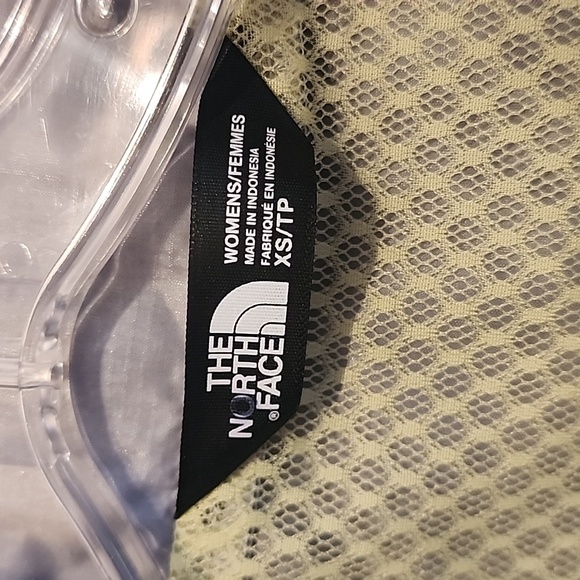 THE
NORTH
FACE®
WOMENS/FEMMES
MADE IN INDONESIA
FABRIQUÉ EN INDONÉSIE
XS/TP